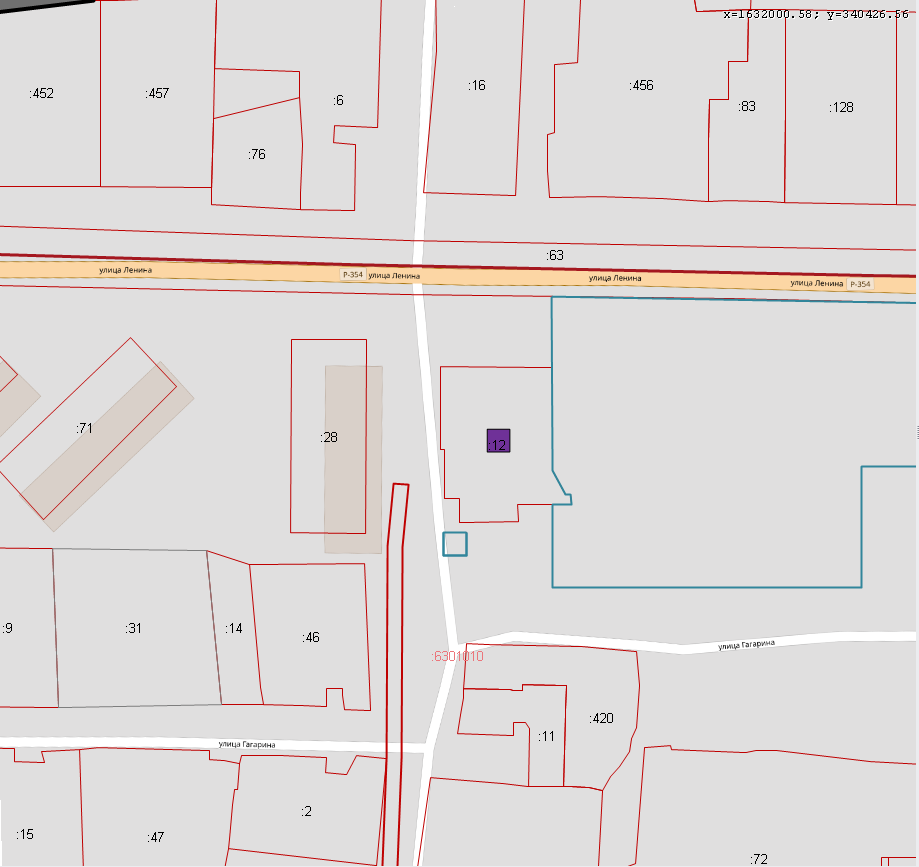 x=1632000.58; y=340426.56
:452
:457
:6
:16
:456
:83
:128
:76
:63
улица Ленина
Р-354
улица Ленина
улица Ленина
улица Ленина
Р-354
:71
:28
:12
:9
:31
:14
:46
:6301010
улица Гагарина
:420
:11
улица Гагарина
:2
:15
:47
:72